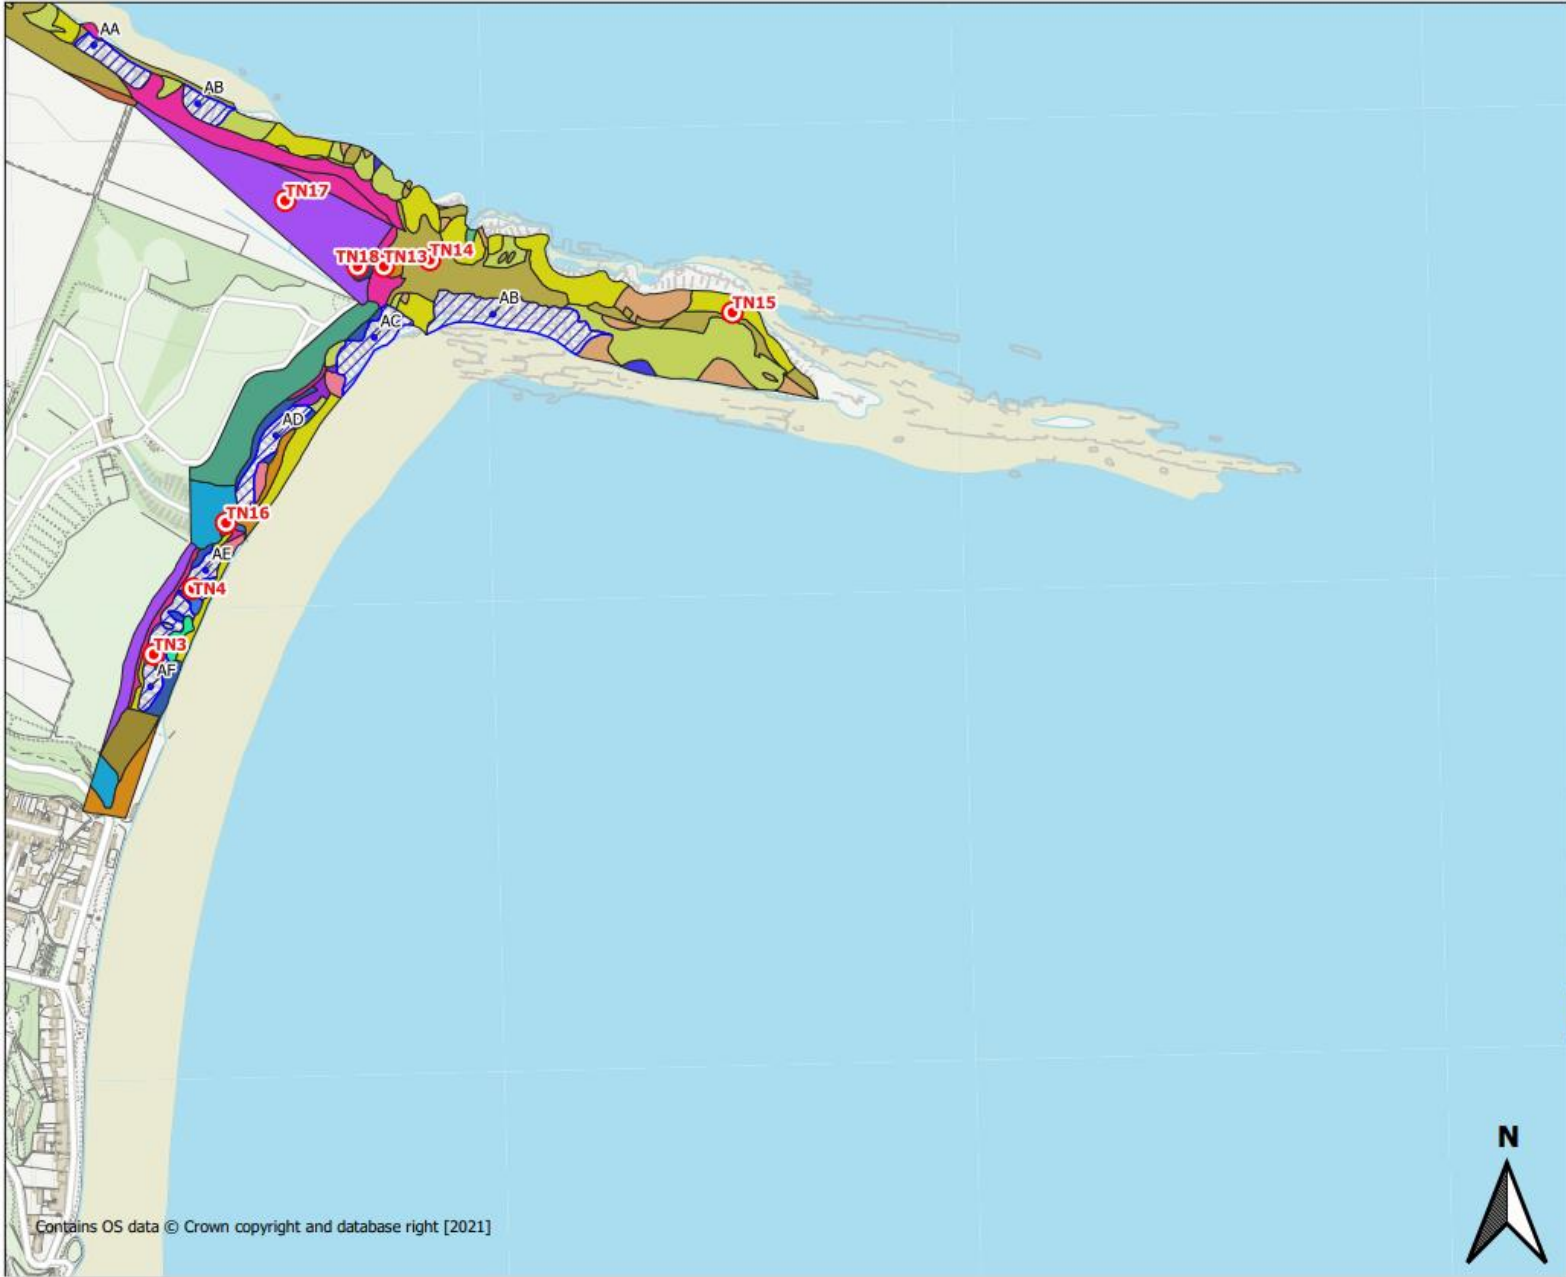 AA
AB
TN17
TN18
TN13
TN14
AB
TN15
AC
AD
TN16
AE
TN4
TN3
AF
N
Contains OS data © Crown copyright and database right [2021]